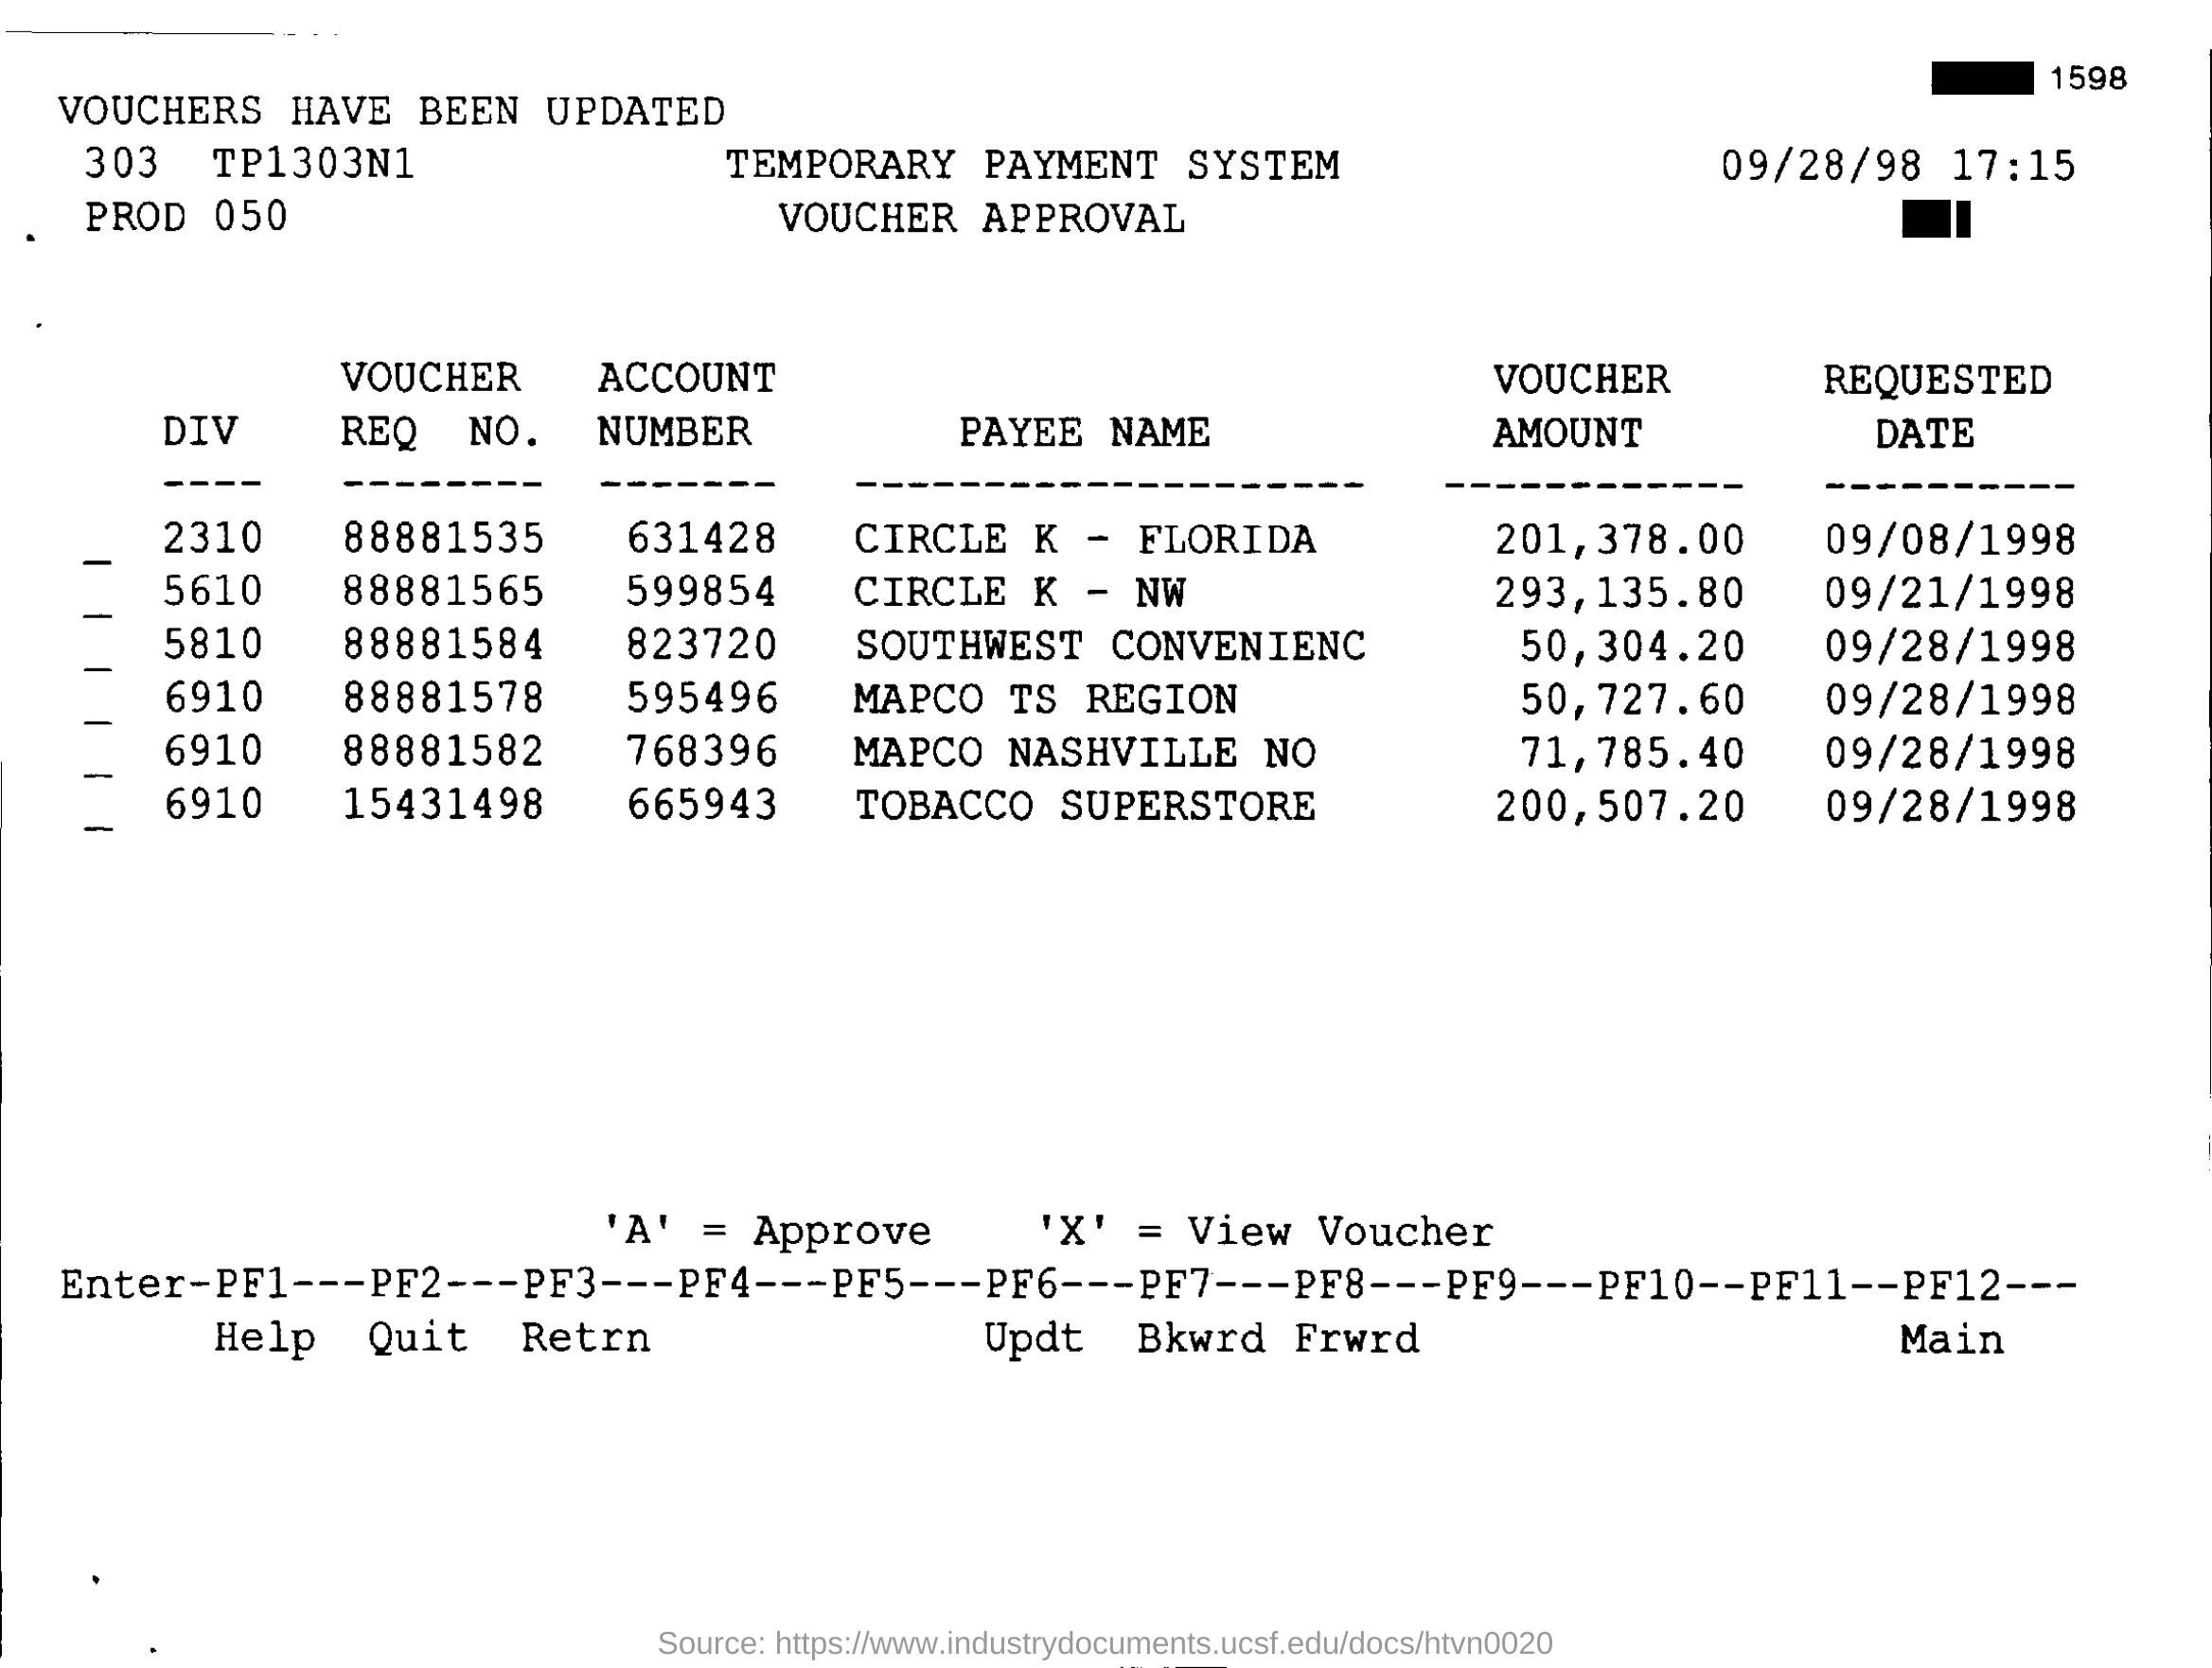 1598
VOUCHERS HAVE BEEN UPDATED
303 TP1303N1 TEMPORARY PAYMENT SYSTEM 09/28/98 17:15
PROD 050 VOUCHER APPROVAL
VOUCHER ACCOUNT VOUCHER REQUESTED
DIV REQ NO. NUMBER PAYEE NAME AMOUNT DATE
---- -------- ------- -------------------- ------------ ----------
_ 2310 88881535 631428 CIRCLE K - FLORIDA 201,378.00 09/08/1998
_ 5610 88881565 599854 CIRCLE K - NW 293,135.80 09/21/1998
_ 5810 88881584 823720 SOUTHWEST CONVENIENC 50,304.20 09/28/1998
_ 6910 88881578 595496 MAPCO TS REGION 50,727.60 09/28/1998
_ 6910 88881582 768396 MAPCO NASHVILLE NO 71,785.40 09/28/1998
_ 6910 15431498 665943 TOBACCO SUPERSTORE 200,507.20 09/28/1998
'A' = Approve 'X' = View Voucher
Enter-PF1---PF2---PF3---PF4---PF5---PF6---PF7---PF8---PF9---PF10--PF11--PF12---
Help Quit Retrn Updt Bkwrd Frwrd Main
Source: https://www.industrydocuments.ucsf.edu/docs/htvn0020